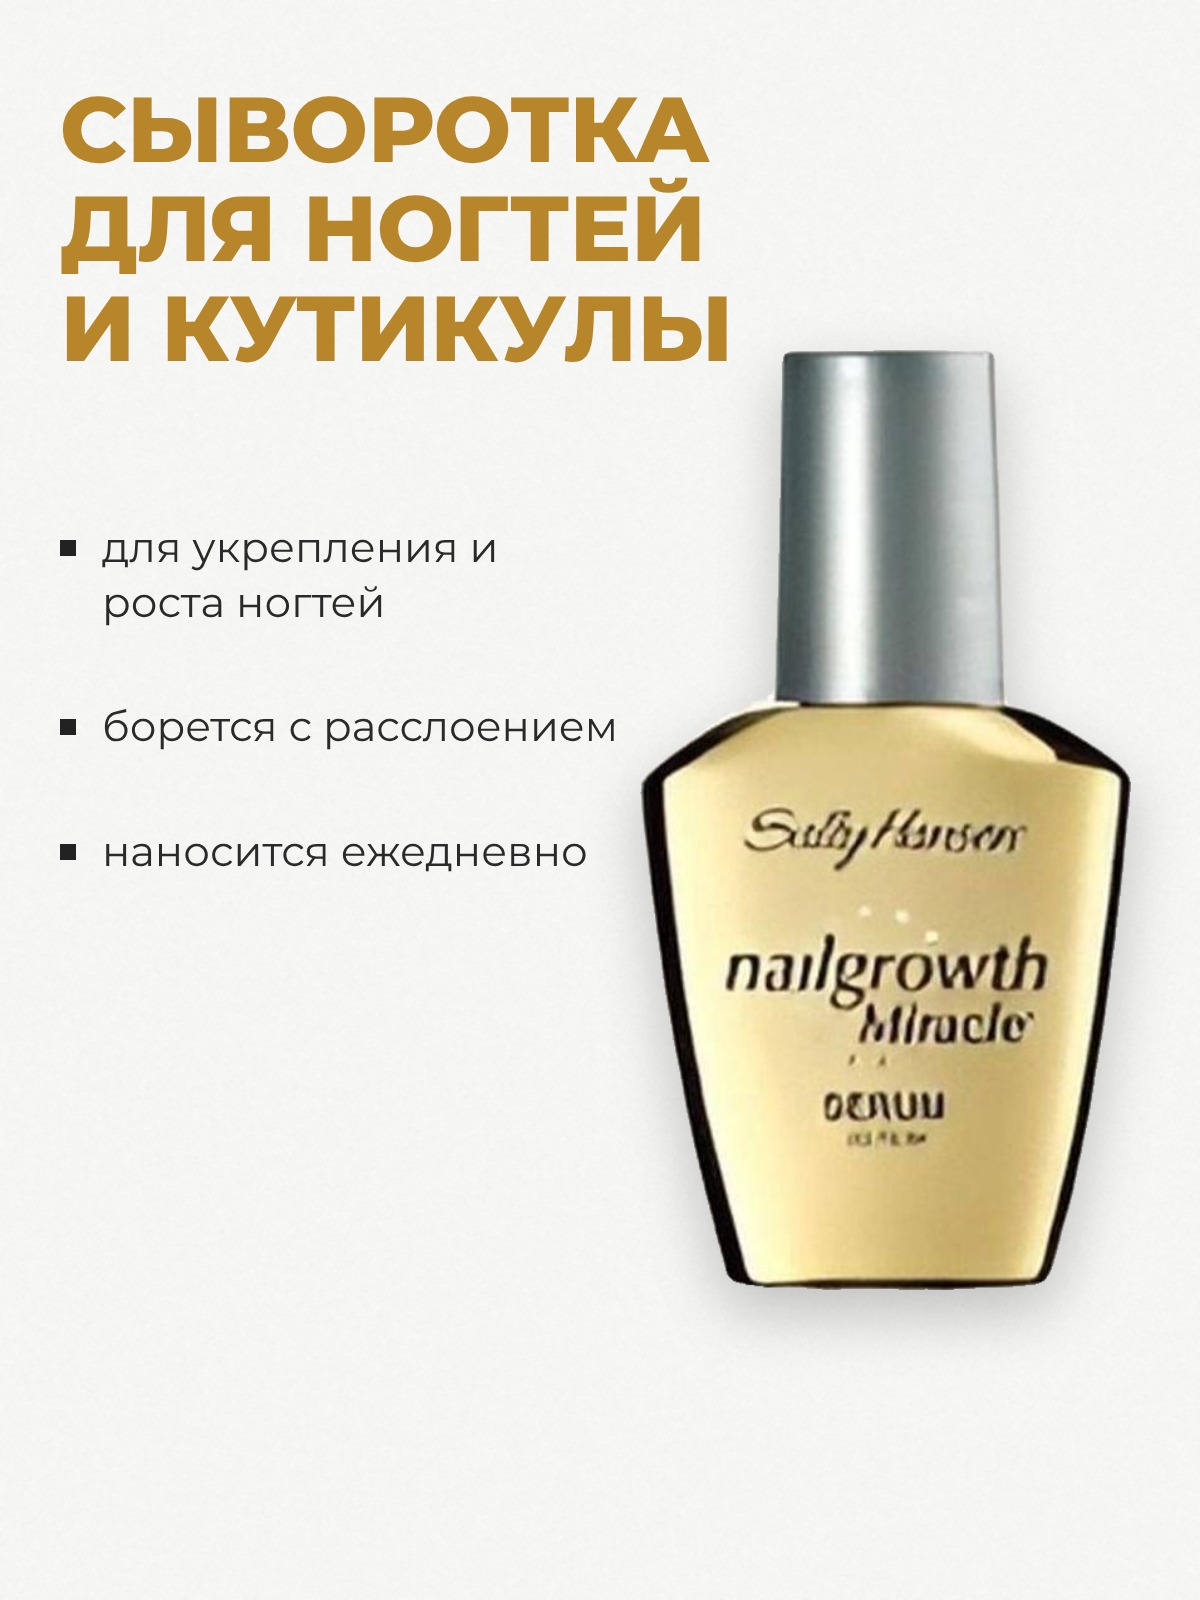 СЫВОРОТКА
ДЛЯ НОГТЕЙ
И КУТИКУЛЫ
для укрепления и
роста ногтей
борется с расслоением
наносится ежедневно
Sally Hansen
nailgrowth
Miracle